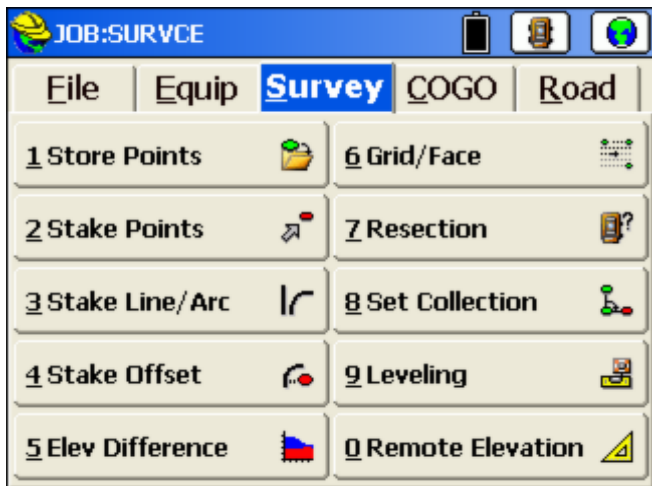 JOB:SURVCE
File Equip Survey COGO Road
1 Store Points
2 Stake Points
3 Stake Line/Arc
4 Stake Offset
5 Elev Difference
6 Grid/Face
7 Resection
8 Set Collection
9 Leveling
0 Remote Elevation